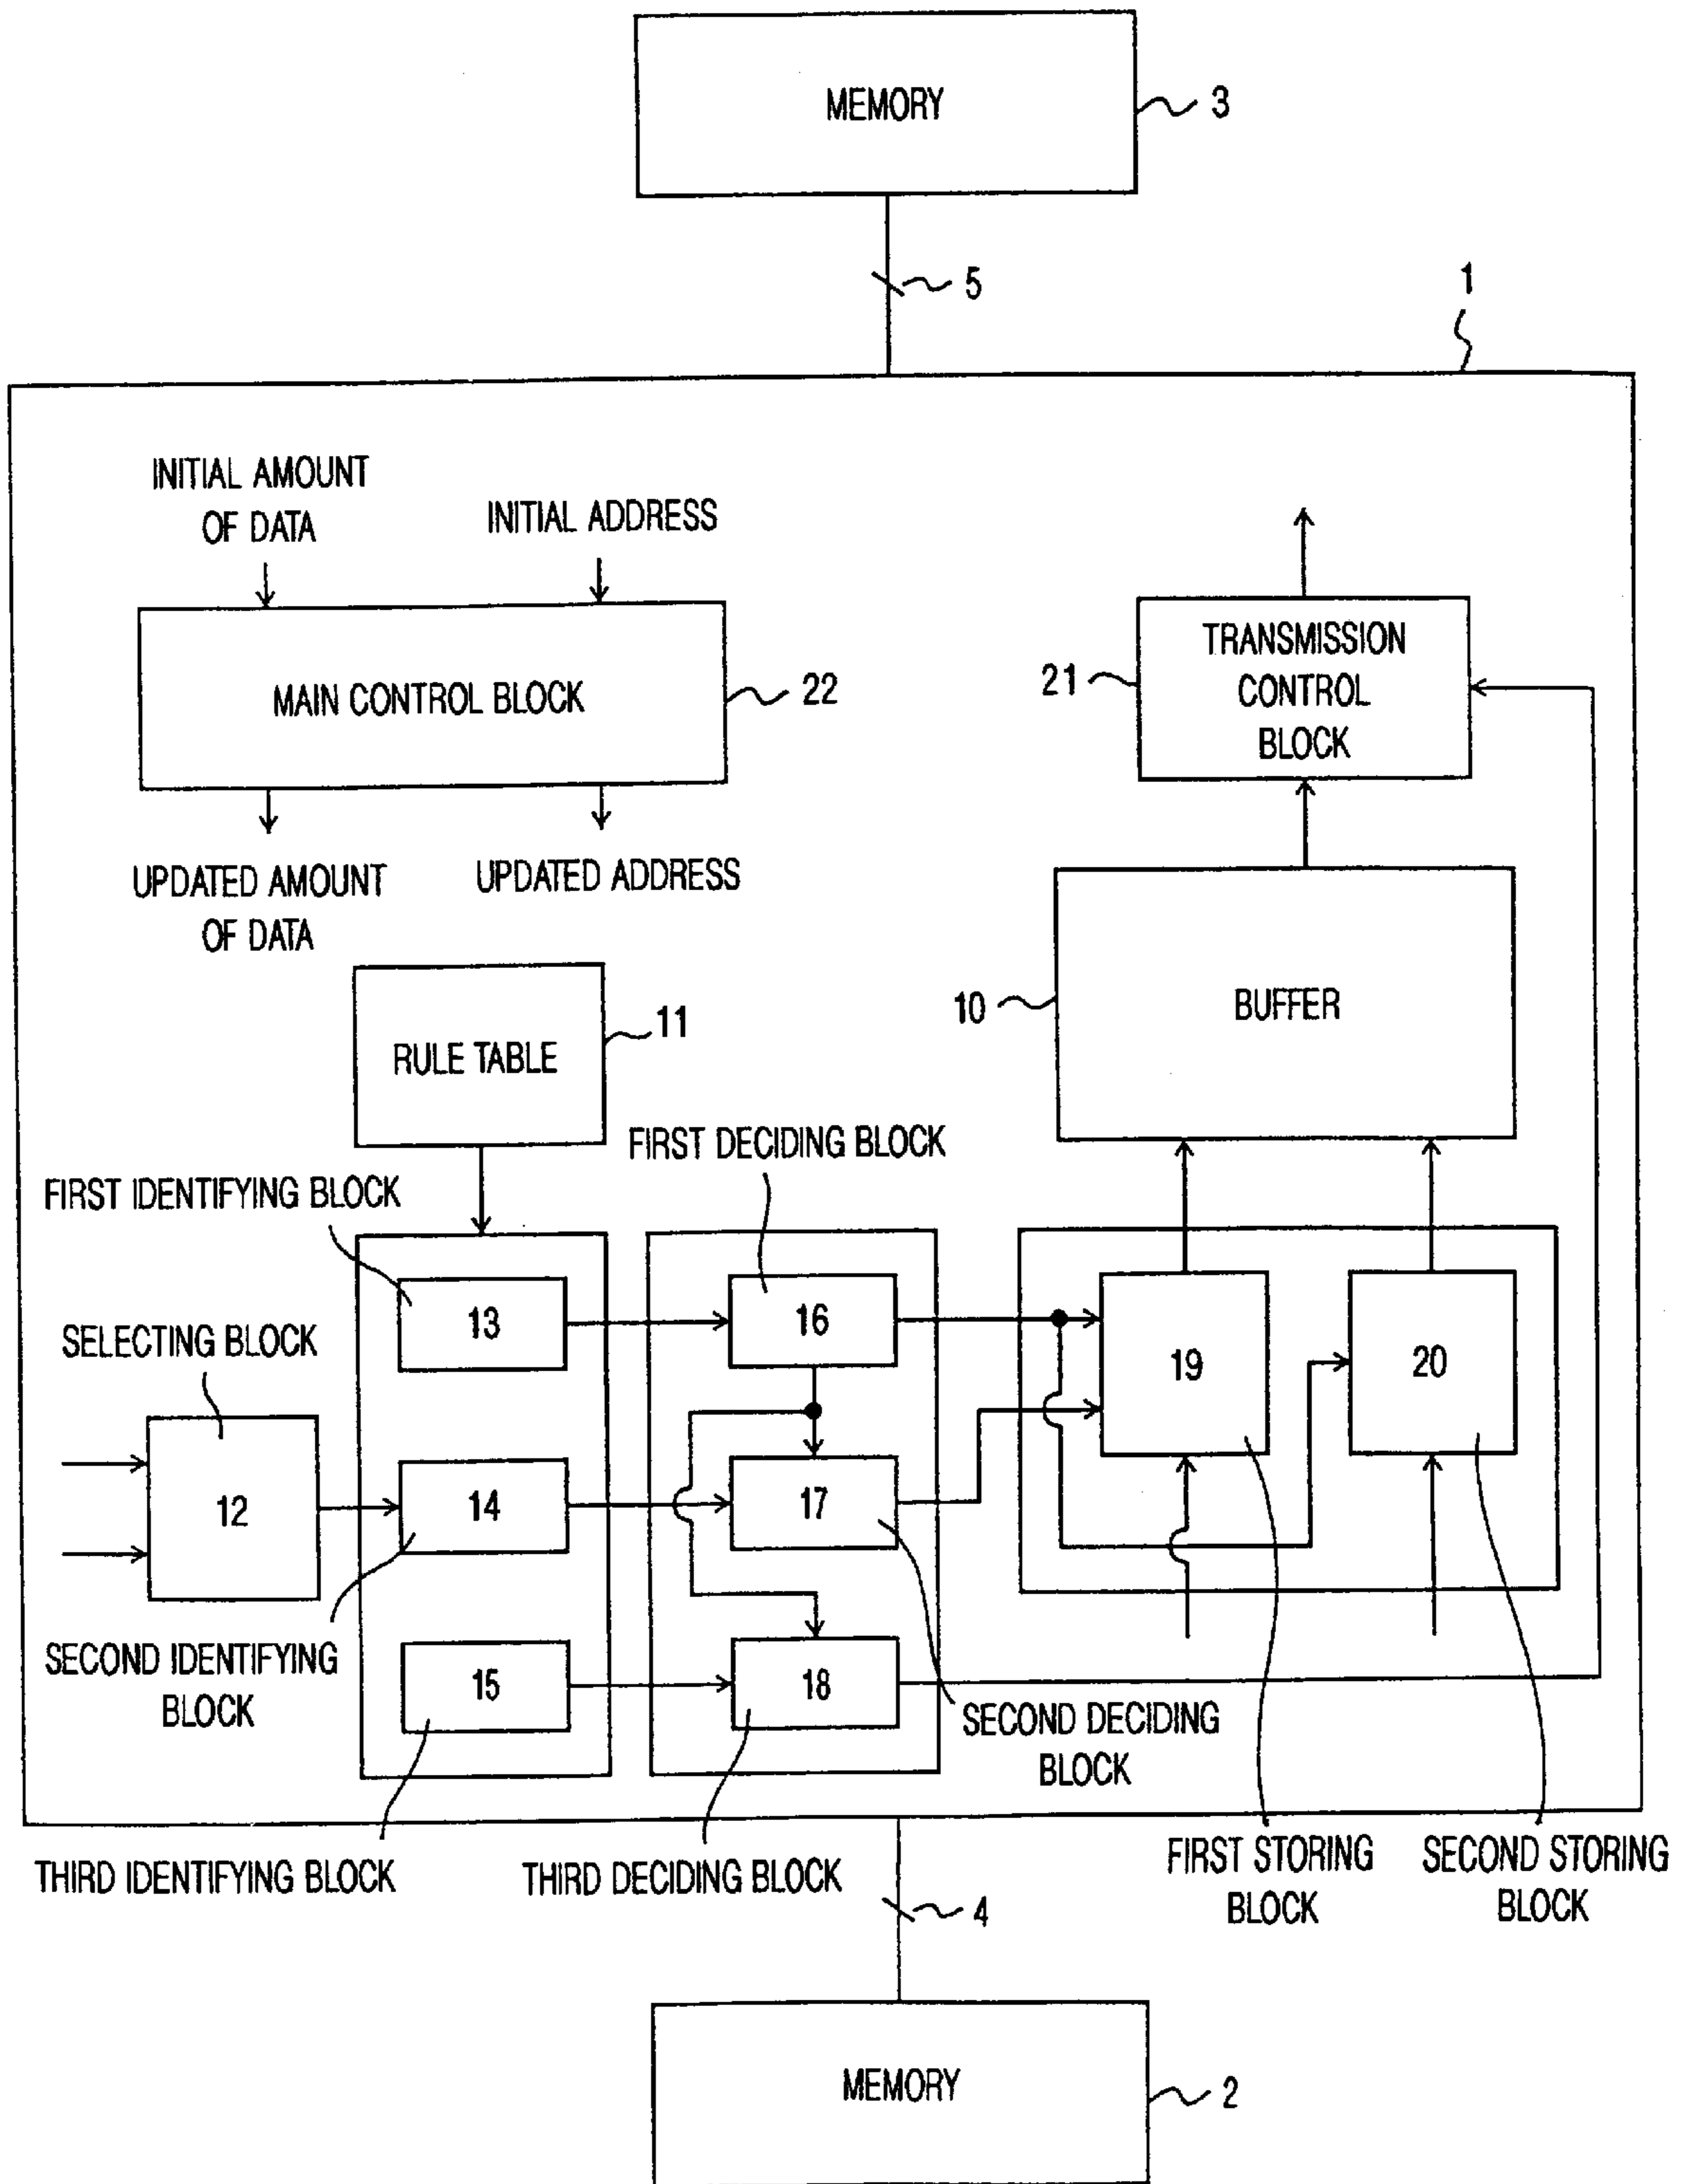 MEMORY
3
5
1
INITIAL AMOUNT
OF DATA
INITIAL ADDRESS
MAIN CONTROL BLOCK
22
UPDATED AMOUNT
OF DATA
UPDATED ADDRESS
TRANSMISSION
CONTROL
BLOCK
21
BUFFER
10
RULE TABLE
11
FIRST DECIDING BLOCK
FIRST IDENTIFYING BLOCK
13
16
19
20
SELECTING BLOCK
12
14
17
SECOND IDENTIFYING
BLOCK
15
18
SECOND DECIDING
BLOCK
THIRD IDENTIFYING BLOCK
THIRD DECIDING BLOCK
FIRST STORING
BLOCK
SECOND STORING
BLOCK
4
MEMORY
2